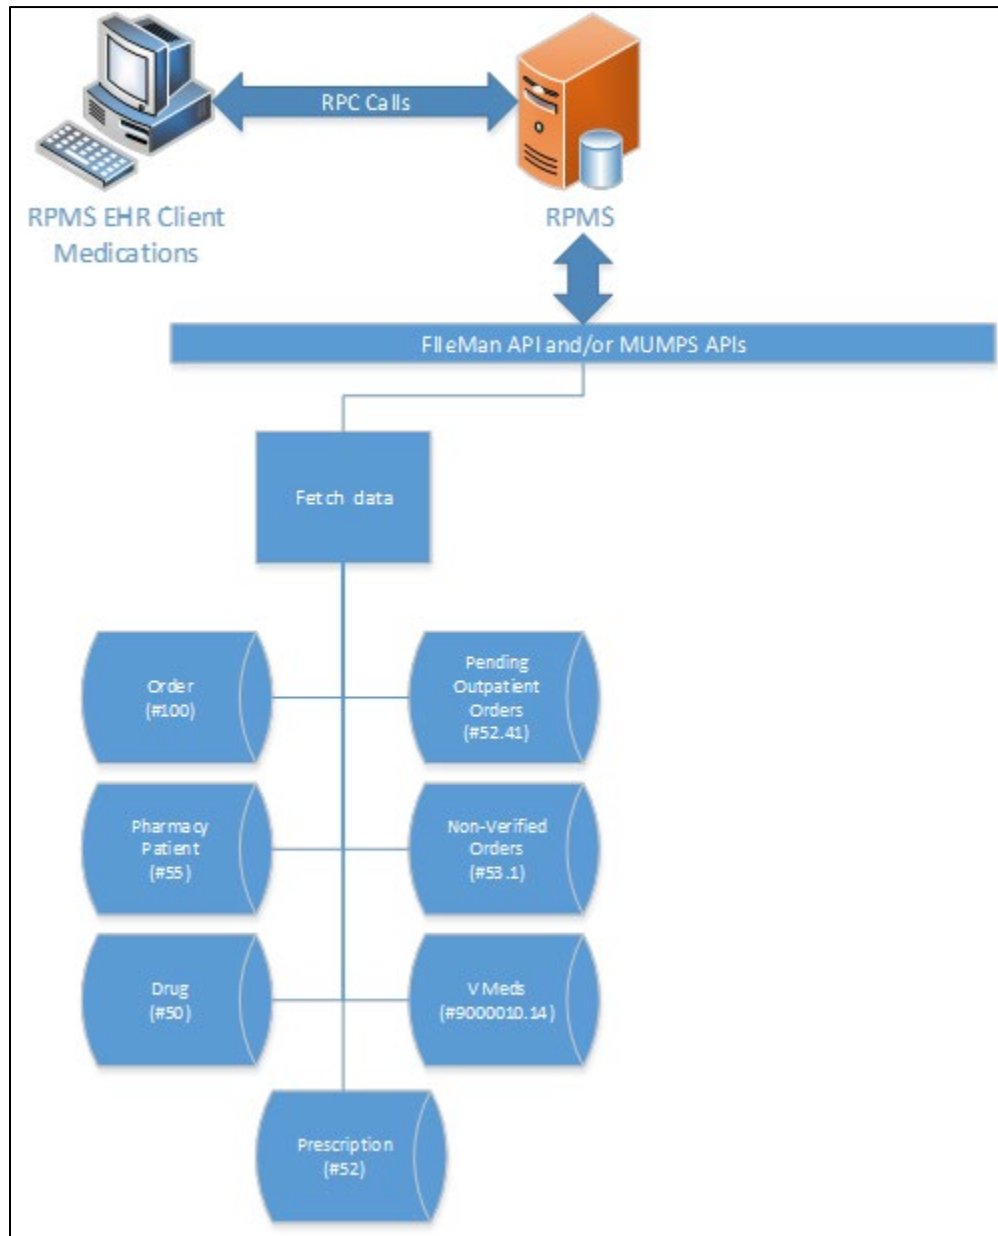 RPC Calls
RPMS EHR Client
Medications
RPMS
FIleMan API and/or MUMPS APIs
Fetch data
Order
(#100)
Pending
Outpatient
Orders
(#52.41)
Pharmacy
Patient
(#55)
Non-Verified
Orders
(#53.1)
Drug
(#50)
V Meds
(#9000010.14)
Prescription
(#52)